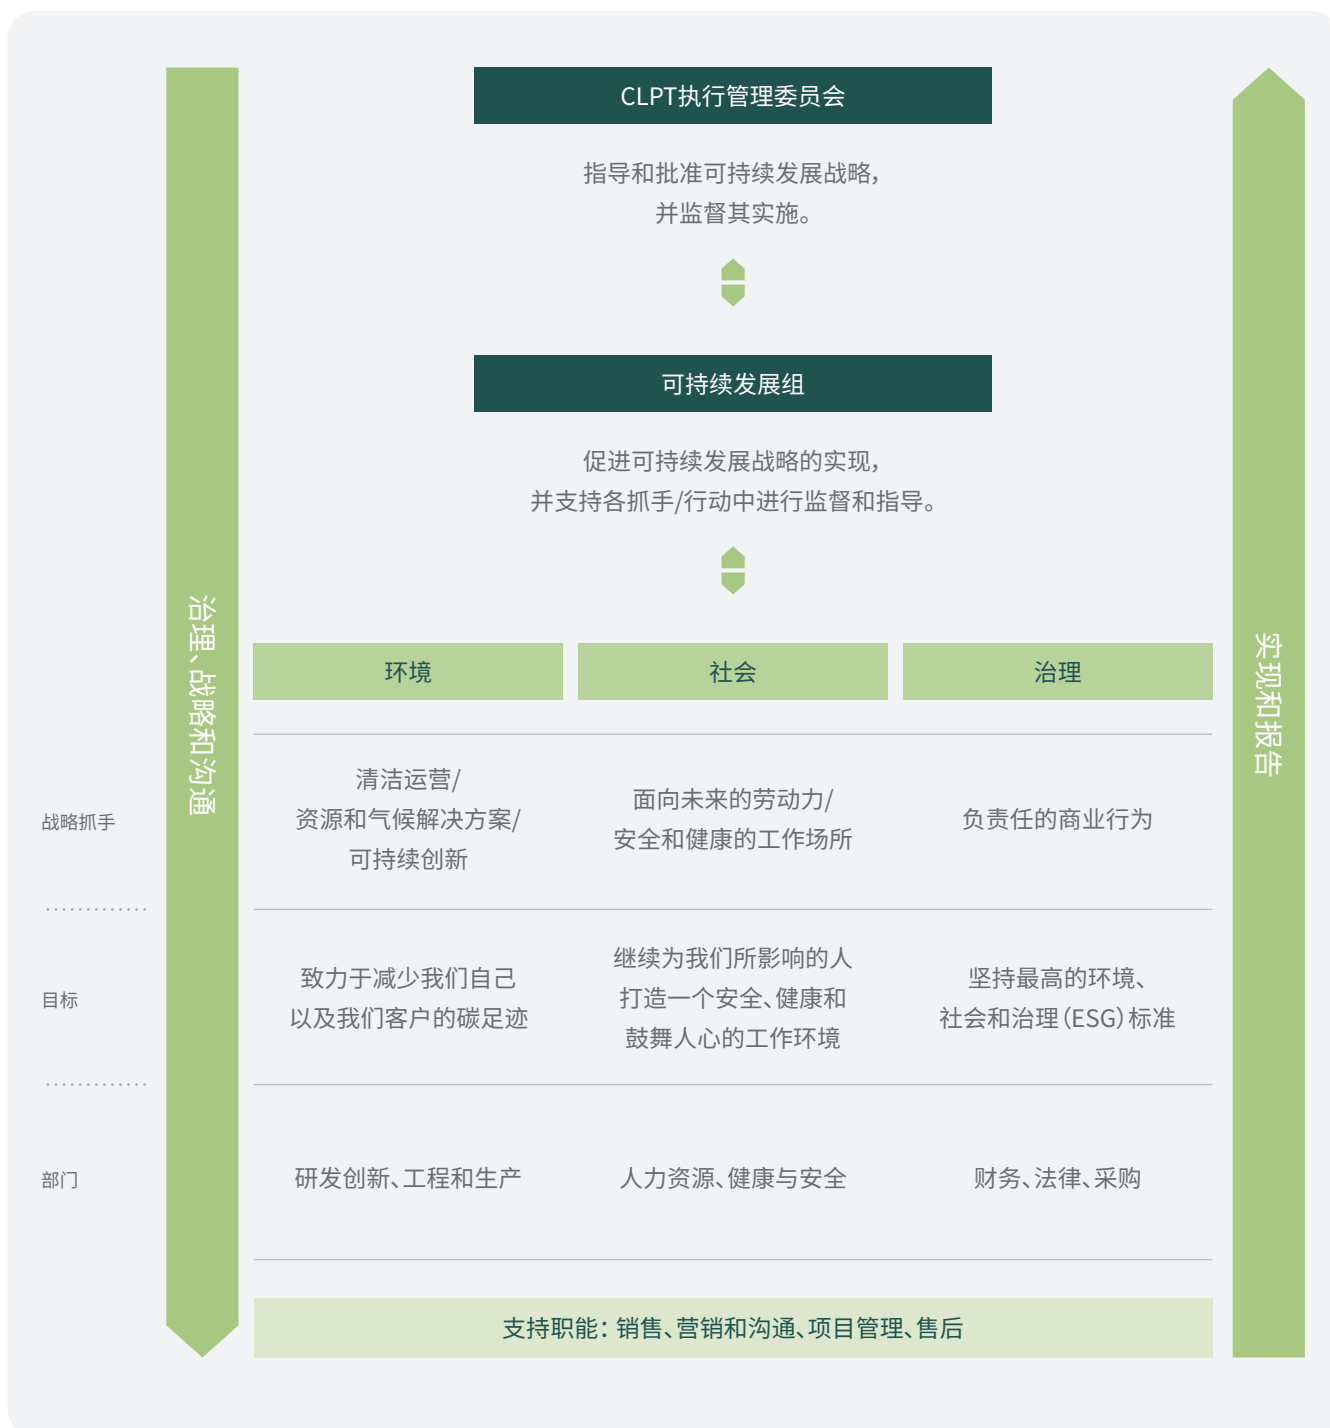 CLPT执行管理委员会
指导和批准可持续发展战略，
并监督其实施。
可持续发展组
促进可持续发展战略的实现，
并支持各抓手/行动中进行监督和指导。
治理、战略和沟通
实现和报告
环境
社会
治理
战略抓手
清洁运营/
资源和气候解决方案/
可持续创新
面向未来的劳动力/
安全和健康的工作场所
负责任的商业行为
目标
致力于减少我们自己
以及我们客户的碳足迹
继续为我们所影响的人
打造一个安全、健康和
鼓舞人心的工作环境
坚持最高的环境、
社会和治理（ESG）标准
部门
研发创新、工程和生产
人力资源、健康与安全
财务、法律、采购
支持职能：销售、营销和沟通、项目管理、售后